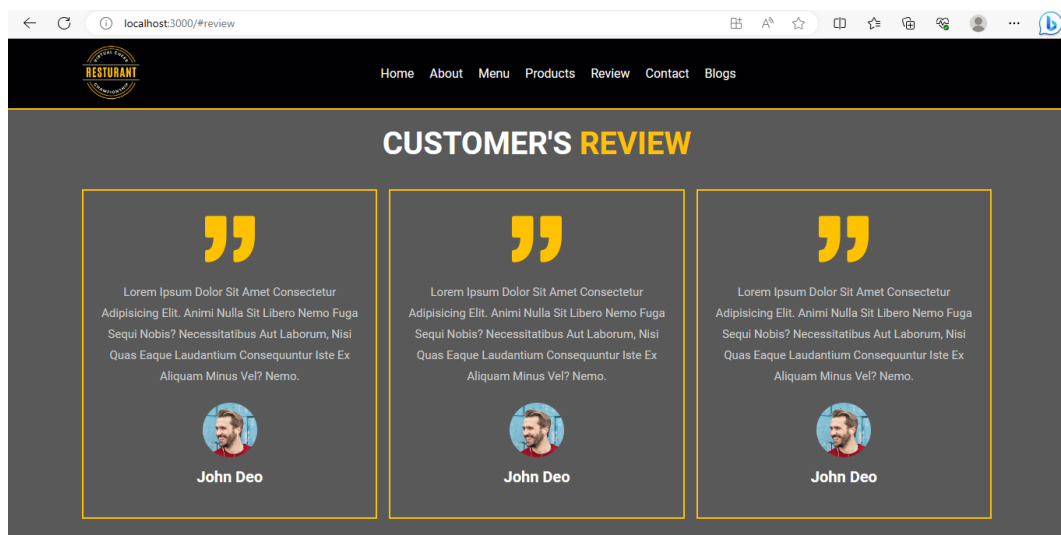 localhost:3000/#review
VIRTUAL CHESS
RESTURANT
CHAMPIONSHIP
Home About Menu Products Review Contact Blogs
CUSTOMER'S REVIEW
Lorem Ipsum Dolor Sit Amet Consectetur
Adipisicing Elit. Animi Nulla Sit Libero Nemo Fuga
Sequi Nobis? Necessitatibus Aut Laborum, Nisi
Quas Eaque Laudantium Consequuntur Iste Ex
Aliquam Minus Vel? Nemo.
John Deo
Lorem Ipsum Dolor Sit Amet Consectetur
Adipisicing Elit. Animi Nulla Sit Libero Nemo Fuga
Sequi Nobis? Necessitatibus Aut Laborum, Nisi
Quas Eaque Laudantium Consequuntur Iste Ex
Aliquam Minus Vel? Nemo.
John Deo
Lorem Ipsum Dolor Sit Amet Consectetur
Adipisicing Elit. Animi Nulla Sit Libero Nemo Fuga
Sequi Nobis? Necessitatibus Aut Laborum, Nisi
Quas Eaque Laudantium Consequuntur Iste Ex
Aliquam Minus Vel? Nemo.
John Deo